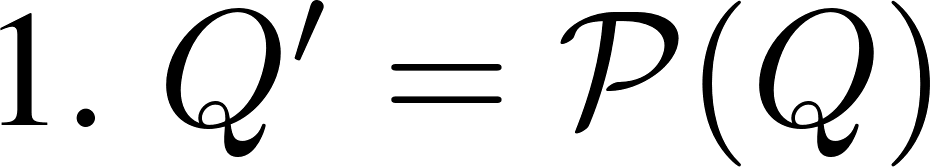 1. Q′ = 𝒫(Q)